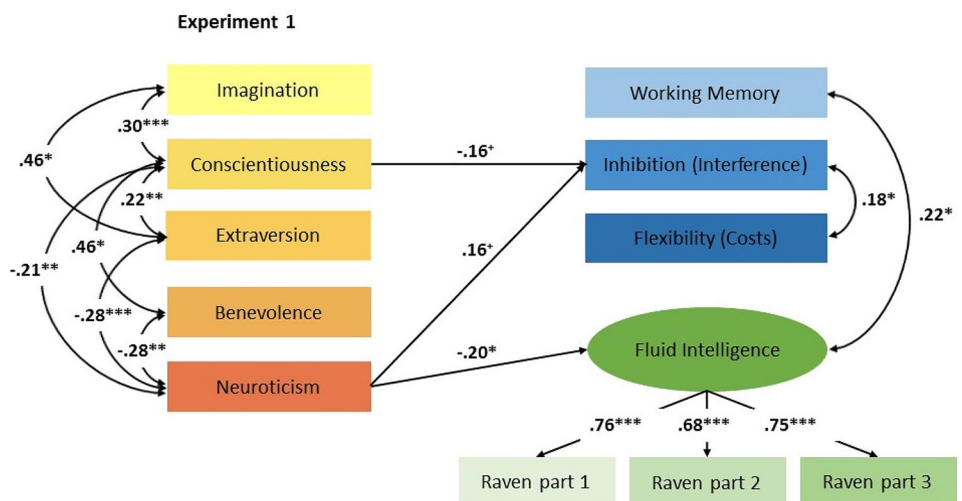 Experiment 1
Imagination
Working Memory
.30***
.46*
Conscientiousness
-.16⁺
Inhibition (Interference)
.22**
.18*
.22*
Extraversion
Flexibility (Costs)
.46*
.16⁺
-.21**
Benevolence
-.28***
-.28**
Neuroticism
-.20*
Fluid Intelligence
.76***
.68***
.75***
Raven part 1
Raven part 2
Raven part 3